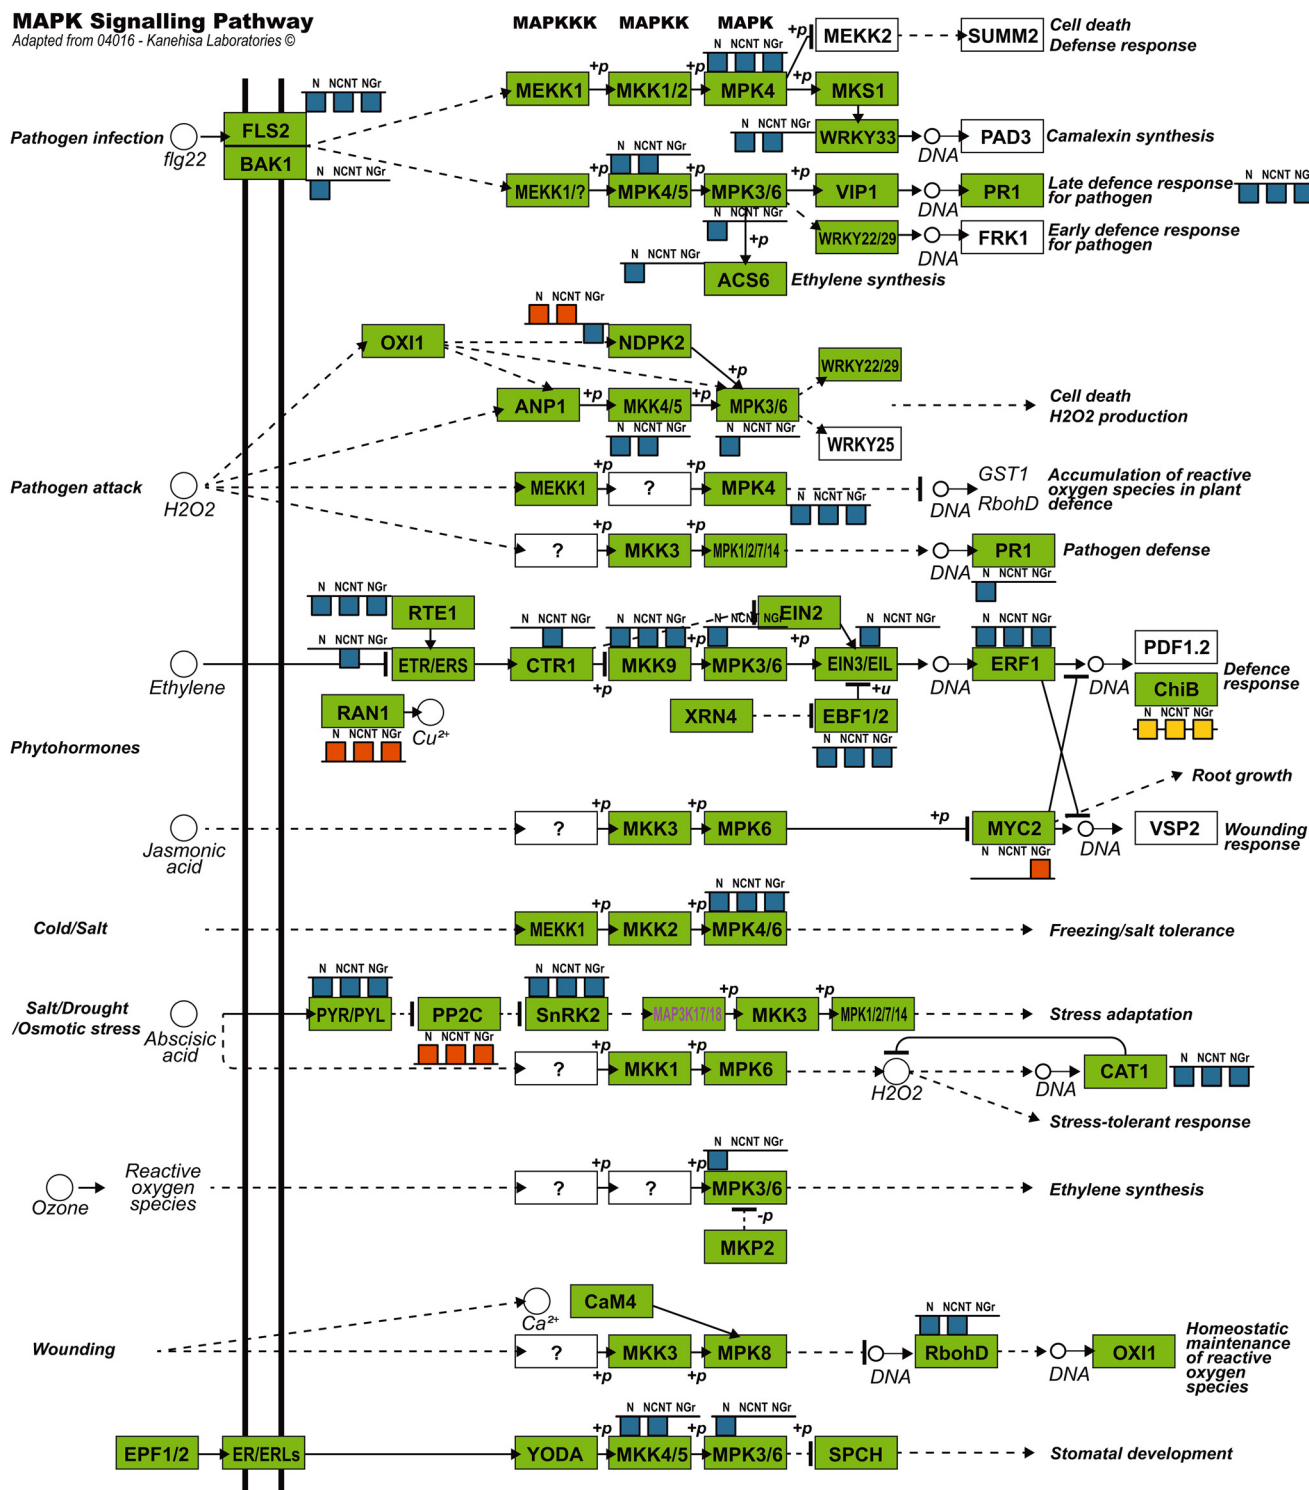 MAPK Signalling Pathway
Adapted from 04016 - Kanehisa Laboratories ©
MAPKKK MAPKK MAPK
N NCNT NGr
+p
MEKK2
SUMM2
Cell death
Defense response
N NCNT NGr
MEKK1
+p
MKK1/2
+p
MPK4
+p
MKS1
Pathogen infection
flg22
FLS2
BAK1
N NCNT NGr
N NCNT NGr
WRKY33
DNA
PAD3
Camalexin synthesis
N NCNT NGr
MEKK1/?
+p
MPK4/5
+p
MPK3/6
+p
VIP1
DNA
PR1
Late defence response
for pathogen
N NCNT NG
N NCNT NGr
+p
WRKY22/29
DNA
FRK1
Early defence response
for pathogen
N NCNT NGr
ACS6
Ethylene synthesis
N NCNT NGr
OXI1
NDPK2
+p
WRKY22/29
ANP1
+p
MKK4/5
+p
MPK3/6
Cell death
H2O2 production
N NCNT NGr
N NCNT NGr
WRKY25
Pathogen attack
H2O2
MEKK1
+p
?
+p
MPK4
N NCNT NGr
DNA
GST1
RbohD
Accumulation of reactive
oxygen species in plant
defence
?
+p
MKK3
+p
MPK1/2/7/14
DNA
PR1
Pathogen defense
N NCNT NGr
N NCNT NGr
RTE1
N NCNT NGr
N NCNT NGr
N NCNT NGr
EIN2
N NCNT NGr
N NCNT NGr
N NCNT NGr
Ethylene
ETR/ERS
CTR1
+p
MKK9
+p
MPK3/6
+p
EIN3/EIL
DNA
ERF1
DNA
PDF1.2
ChiB
Defence
response
N NCNT NGr
RAN1
Cu²⁺
N NCNT NGr
XRN4
+u
EBF1/2
N NCNT NGr
Phytohormones
Root growth
Jasmonic
acid
?
+p
MKK3
+p
MPK6
+p
MYC2
DNA
VSP2
Wounding
response
N NCNT NGr
Cold/Salt
MEKK1
+p
MKK2
+p
N NCNT NGr
MPK4/6
Freezing/salt tolerance
Salt/Drought
/Osmotic stress
Abscisic
acid
N NCNT NGr
PYR/PYL
PP2C
N NCNT NGr
N NCNT NGr
SnRK2
MAP3K17/18
+p
MKK3
+p
MPK1/2/7/14
Stress adaptation
?
+p
MKK1
+p
MPK6
H2O2
DNA
CAT1
N NCNT NGr
Stress-tolerant response
Ozone
Reactive
oxygen
species
?
+p
?
+p
N NCNT NGr
MPK3/6
Ethylene synthesis
-p
MKP2
Wounding
Ca²⁺
CaM4
?
+p
MKK3
+p
MPK8
DNA
N NCNT NGr
RbohD
DNA
OXI1
Homeostatic
maintenance
of reactive
oxygen
species
EPF1/2
ER/ERLs
YODA
+p
N NCNT NGr
MKK4/5
+p
N NCNT NGr
MPK3/6
+p
SPCH
Stomatal development